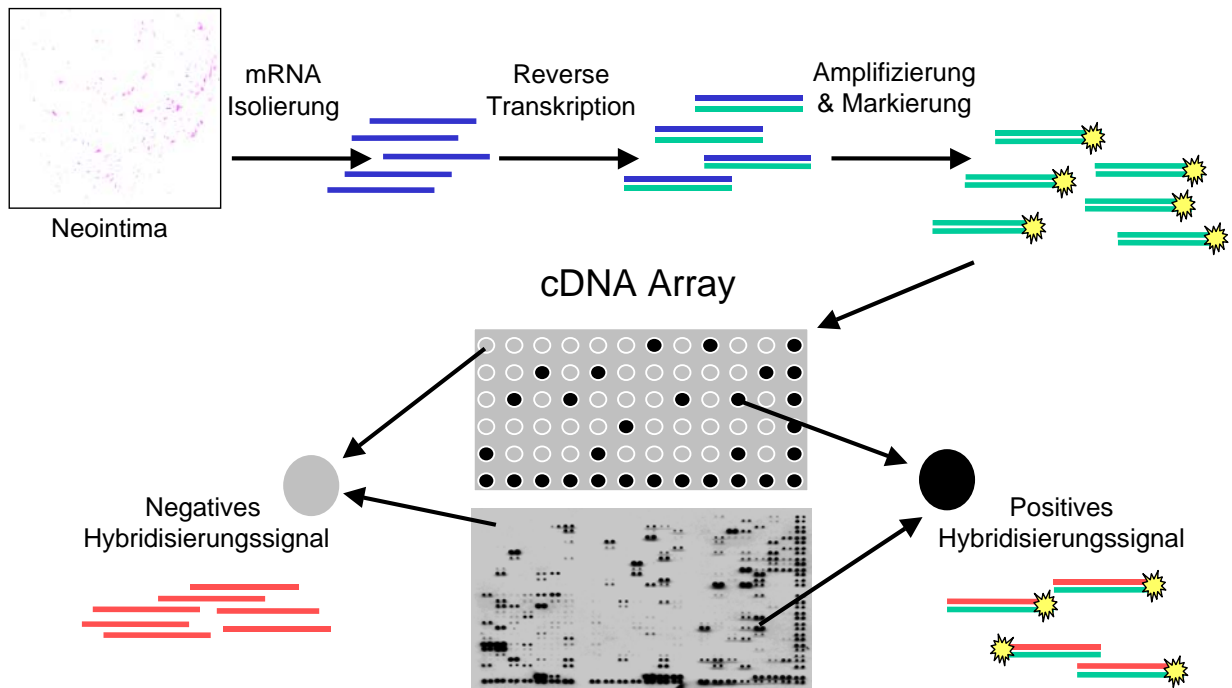 mRNA
Isolierung
Reverse
Transkription
Amplifizierung
& Markierung
Neointima
cDNA Array
Negatives
Hybridisierungssignal
Positives
Hybridisierungssignal